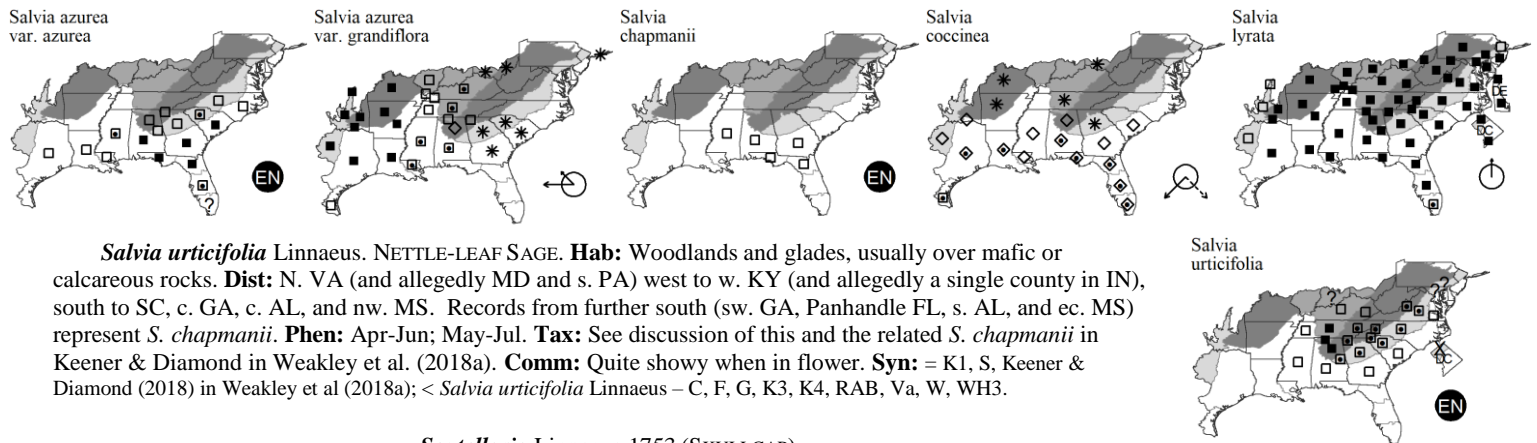 Salvia azurea
var. azurea
Salvia azurea
var. grandiflora
Salvia
chapmanii
Salvia
coccinea
Salvia
lyrata
?
EN
EN
DE
DC
Salvia urticifolia Linnaeus. NETTLE-LEAF SAGE. Hab: Woodlands and glades, usually over mafic or
calcareous rocks. Dist: N. VA (and allegedly MD and s. PA) west to w. KY (and allegedly a single county in IN),
south to SC, c. GA, c. AL, and nw. MS. Records from further south (sw. GA, Panhandle FL, s. AL, and ec. MS)
represent S. chapmanii. Phen: Apr-Jun; May-Jul. Tax: See discussion of this and the related S. chapmanii in
Keener & Diamond in Weakley et al. (2018a). Comm: Quite showy when in flower. Syn: = K1, S, Keener &
Diamond (2018) in Weakley et al (2018a); < Salvia urticifolia Linnaeus – C, F, G, K3, K4, RAB, Va, W, WH3.
Salvia
urticifolia
?
? ?
X
DC
EN